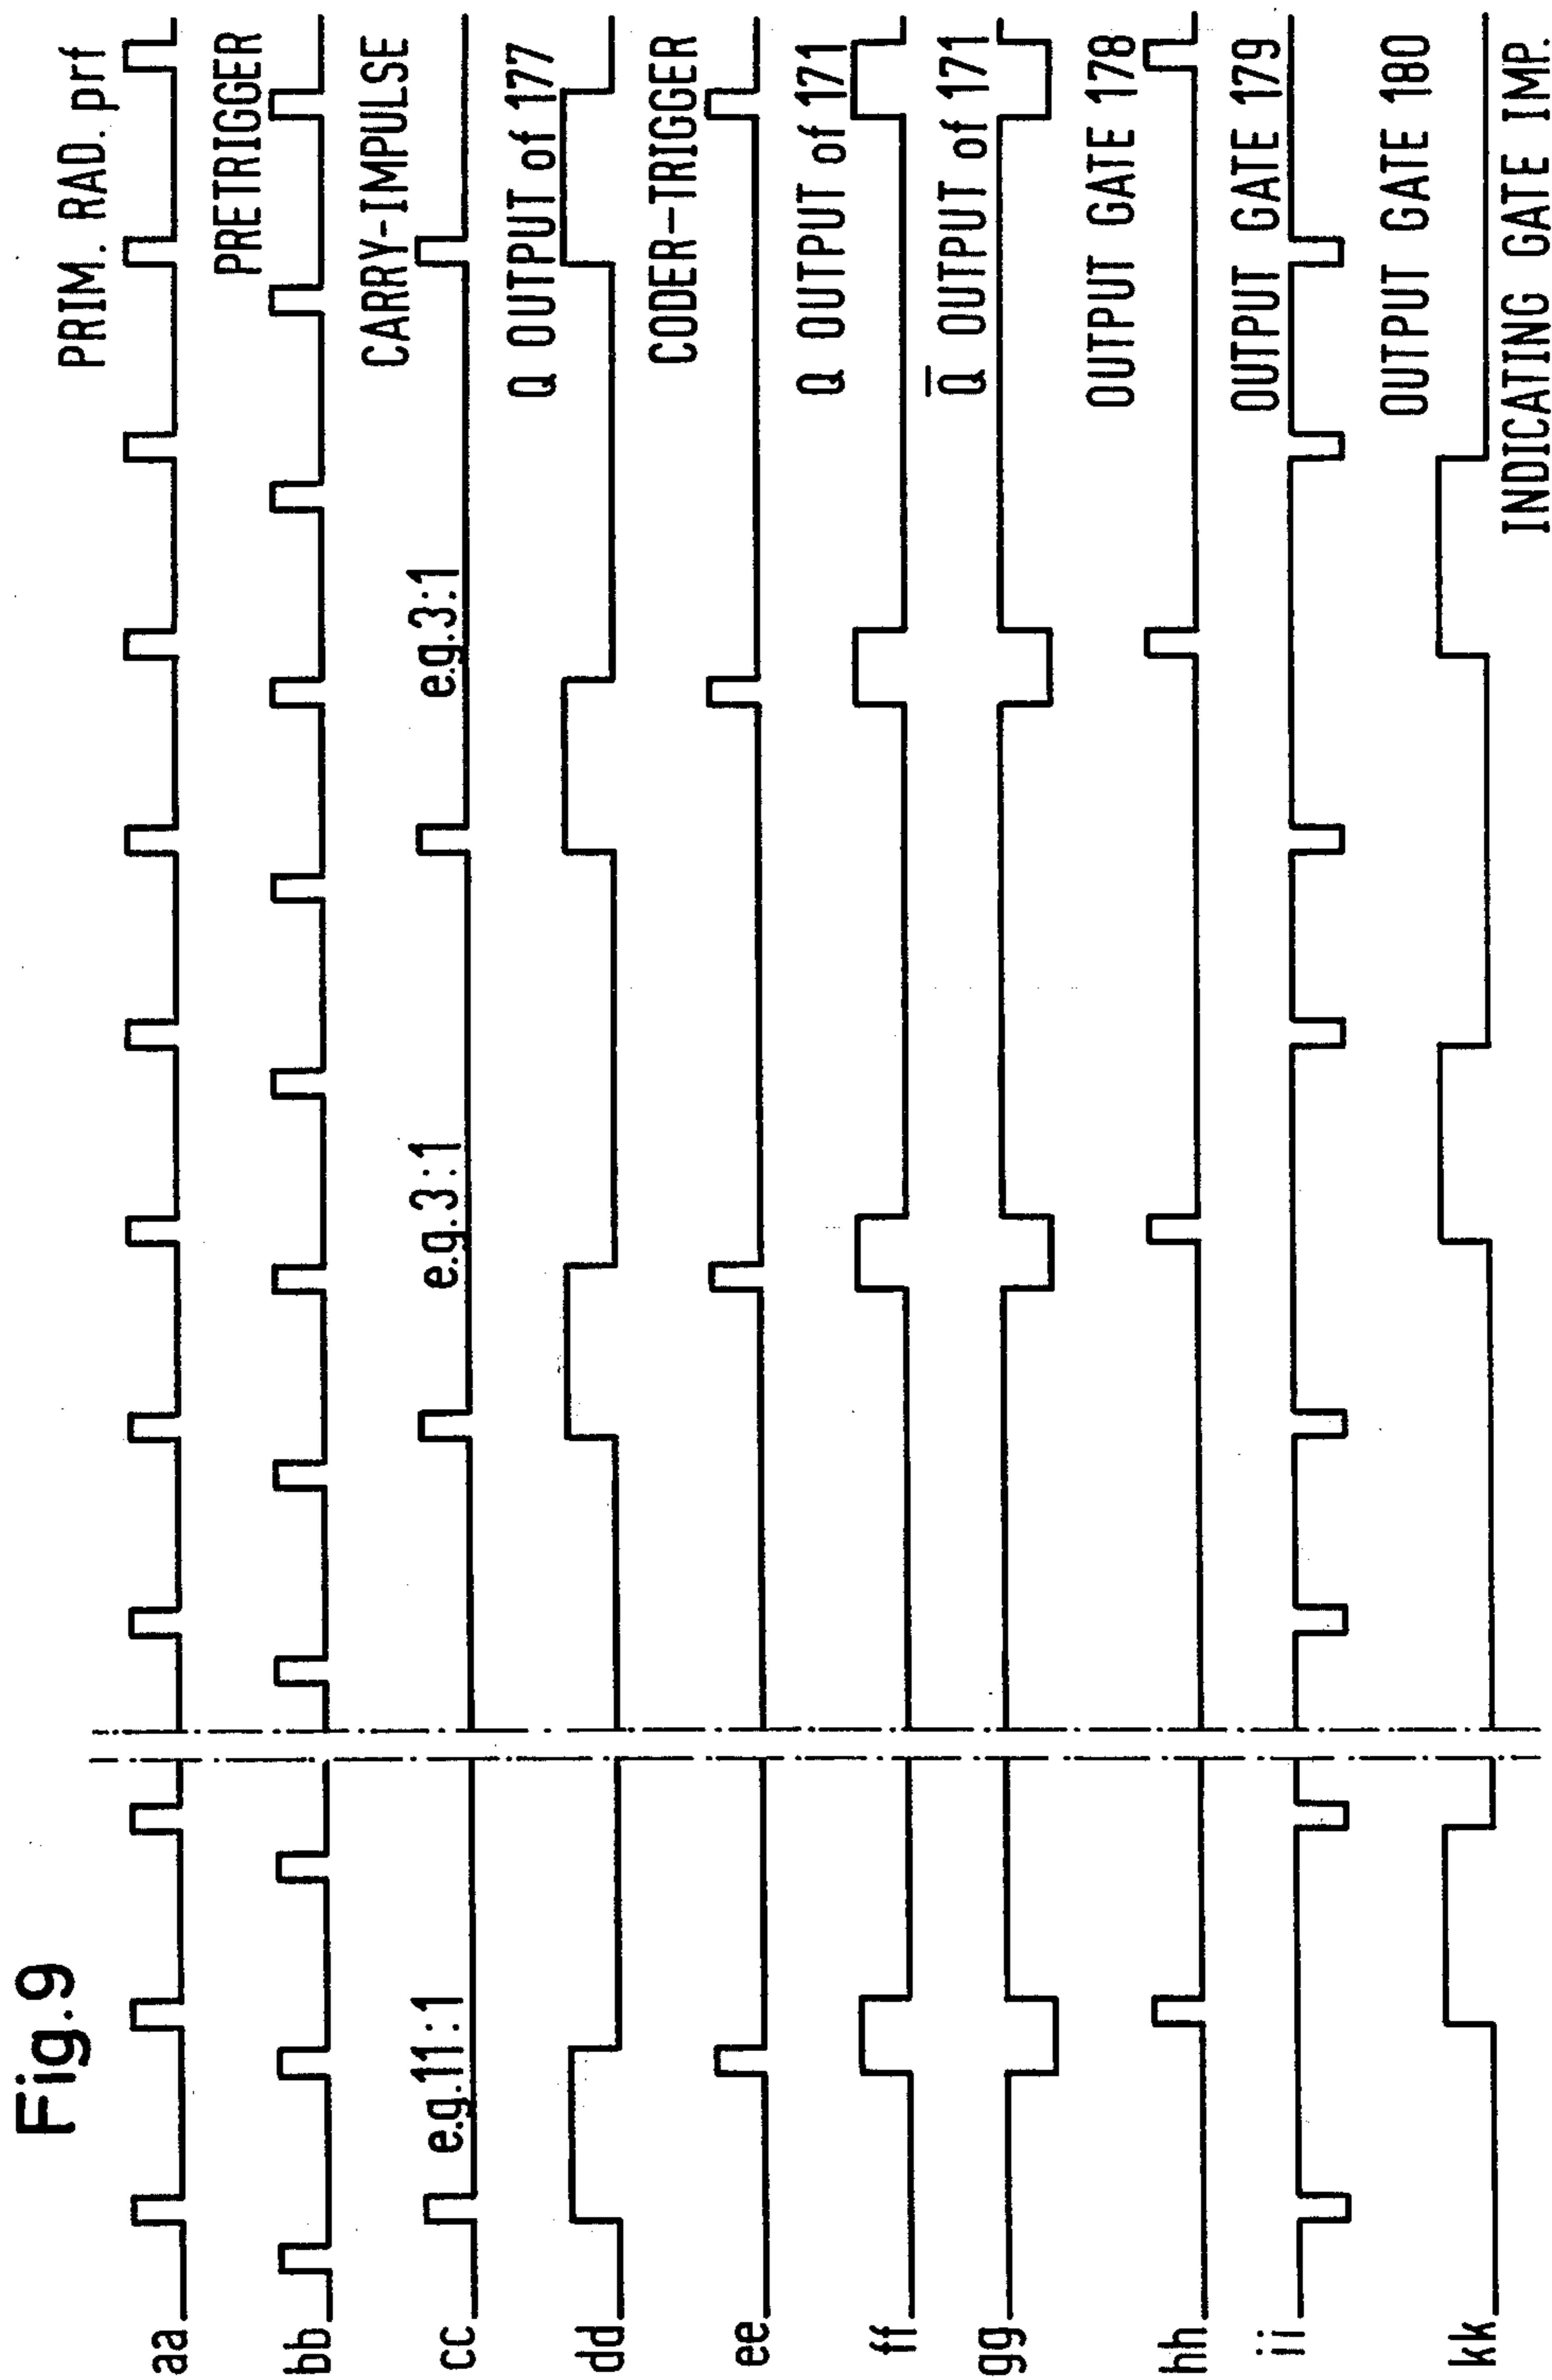 Fig.9
aa
PRIM. RAD. prf
bb
PRETRIGGER
cc
e.g.11:1
e.g.3:1
e.g.3:1
CARRY-IMPULSE
dd
Q OUTPUT of 177
ee
CODER-TRIGGER
ff
Q OUTPUT of 171
gg
Q̅ OUTPUT of 171
hh
OUTPUT GATE 178
ii
OUTPUT GATE 179
kk
OUTPUT GATE 180
INDICATING GATE IMP.